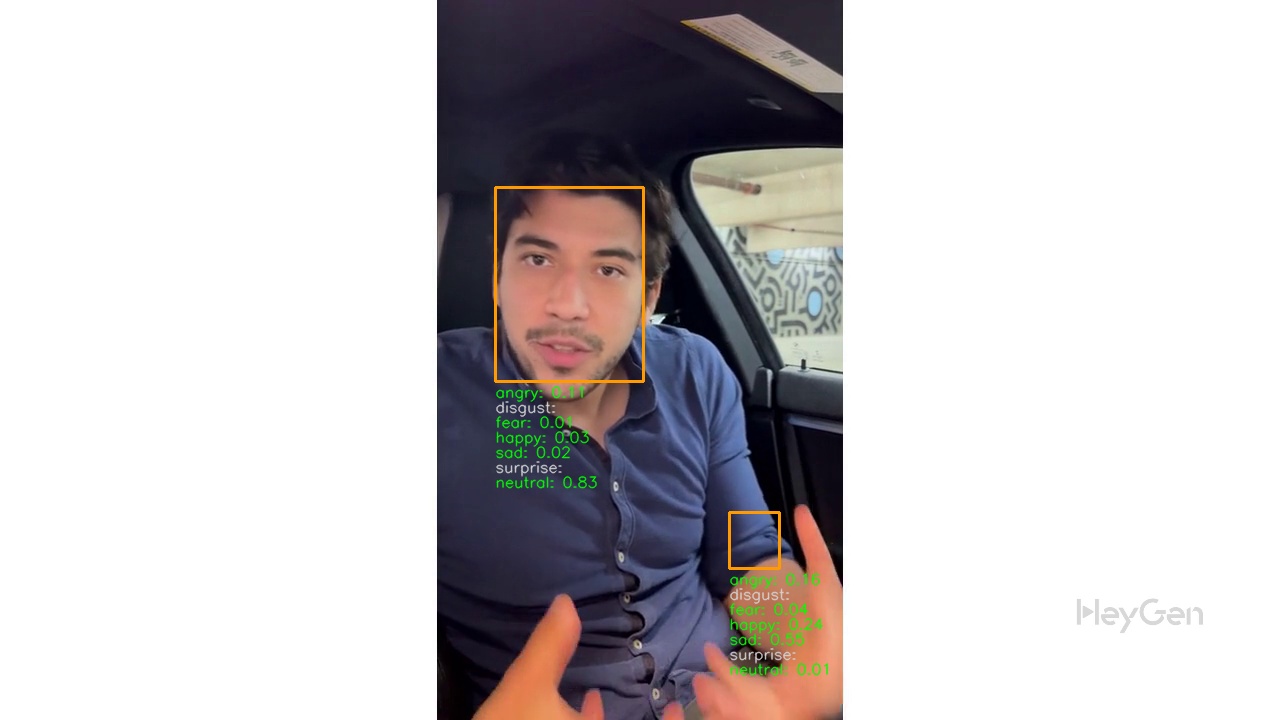 angry: 0.11
disgust:
fear: 0.01
happy: 0.03
sad: 0.02
surprise:
neutral: 0.83
angry: 0.16
disgust:
fear: 0.04
happy: 0.24
sad: 0.55
surprise:
neutral: 0.01
HeyGen